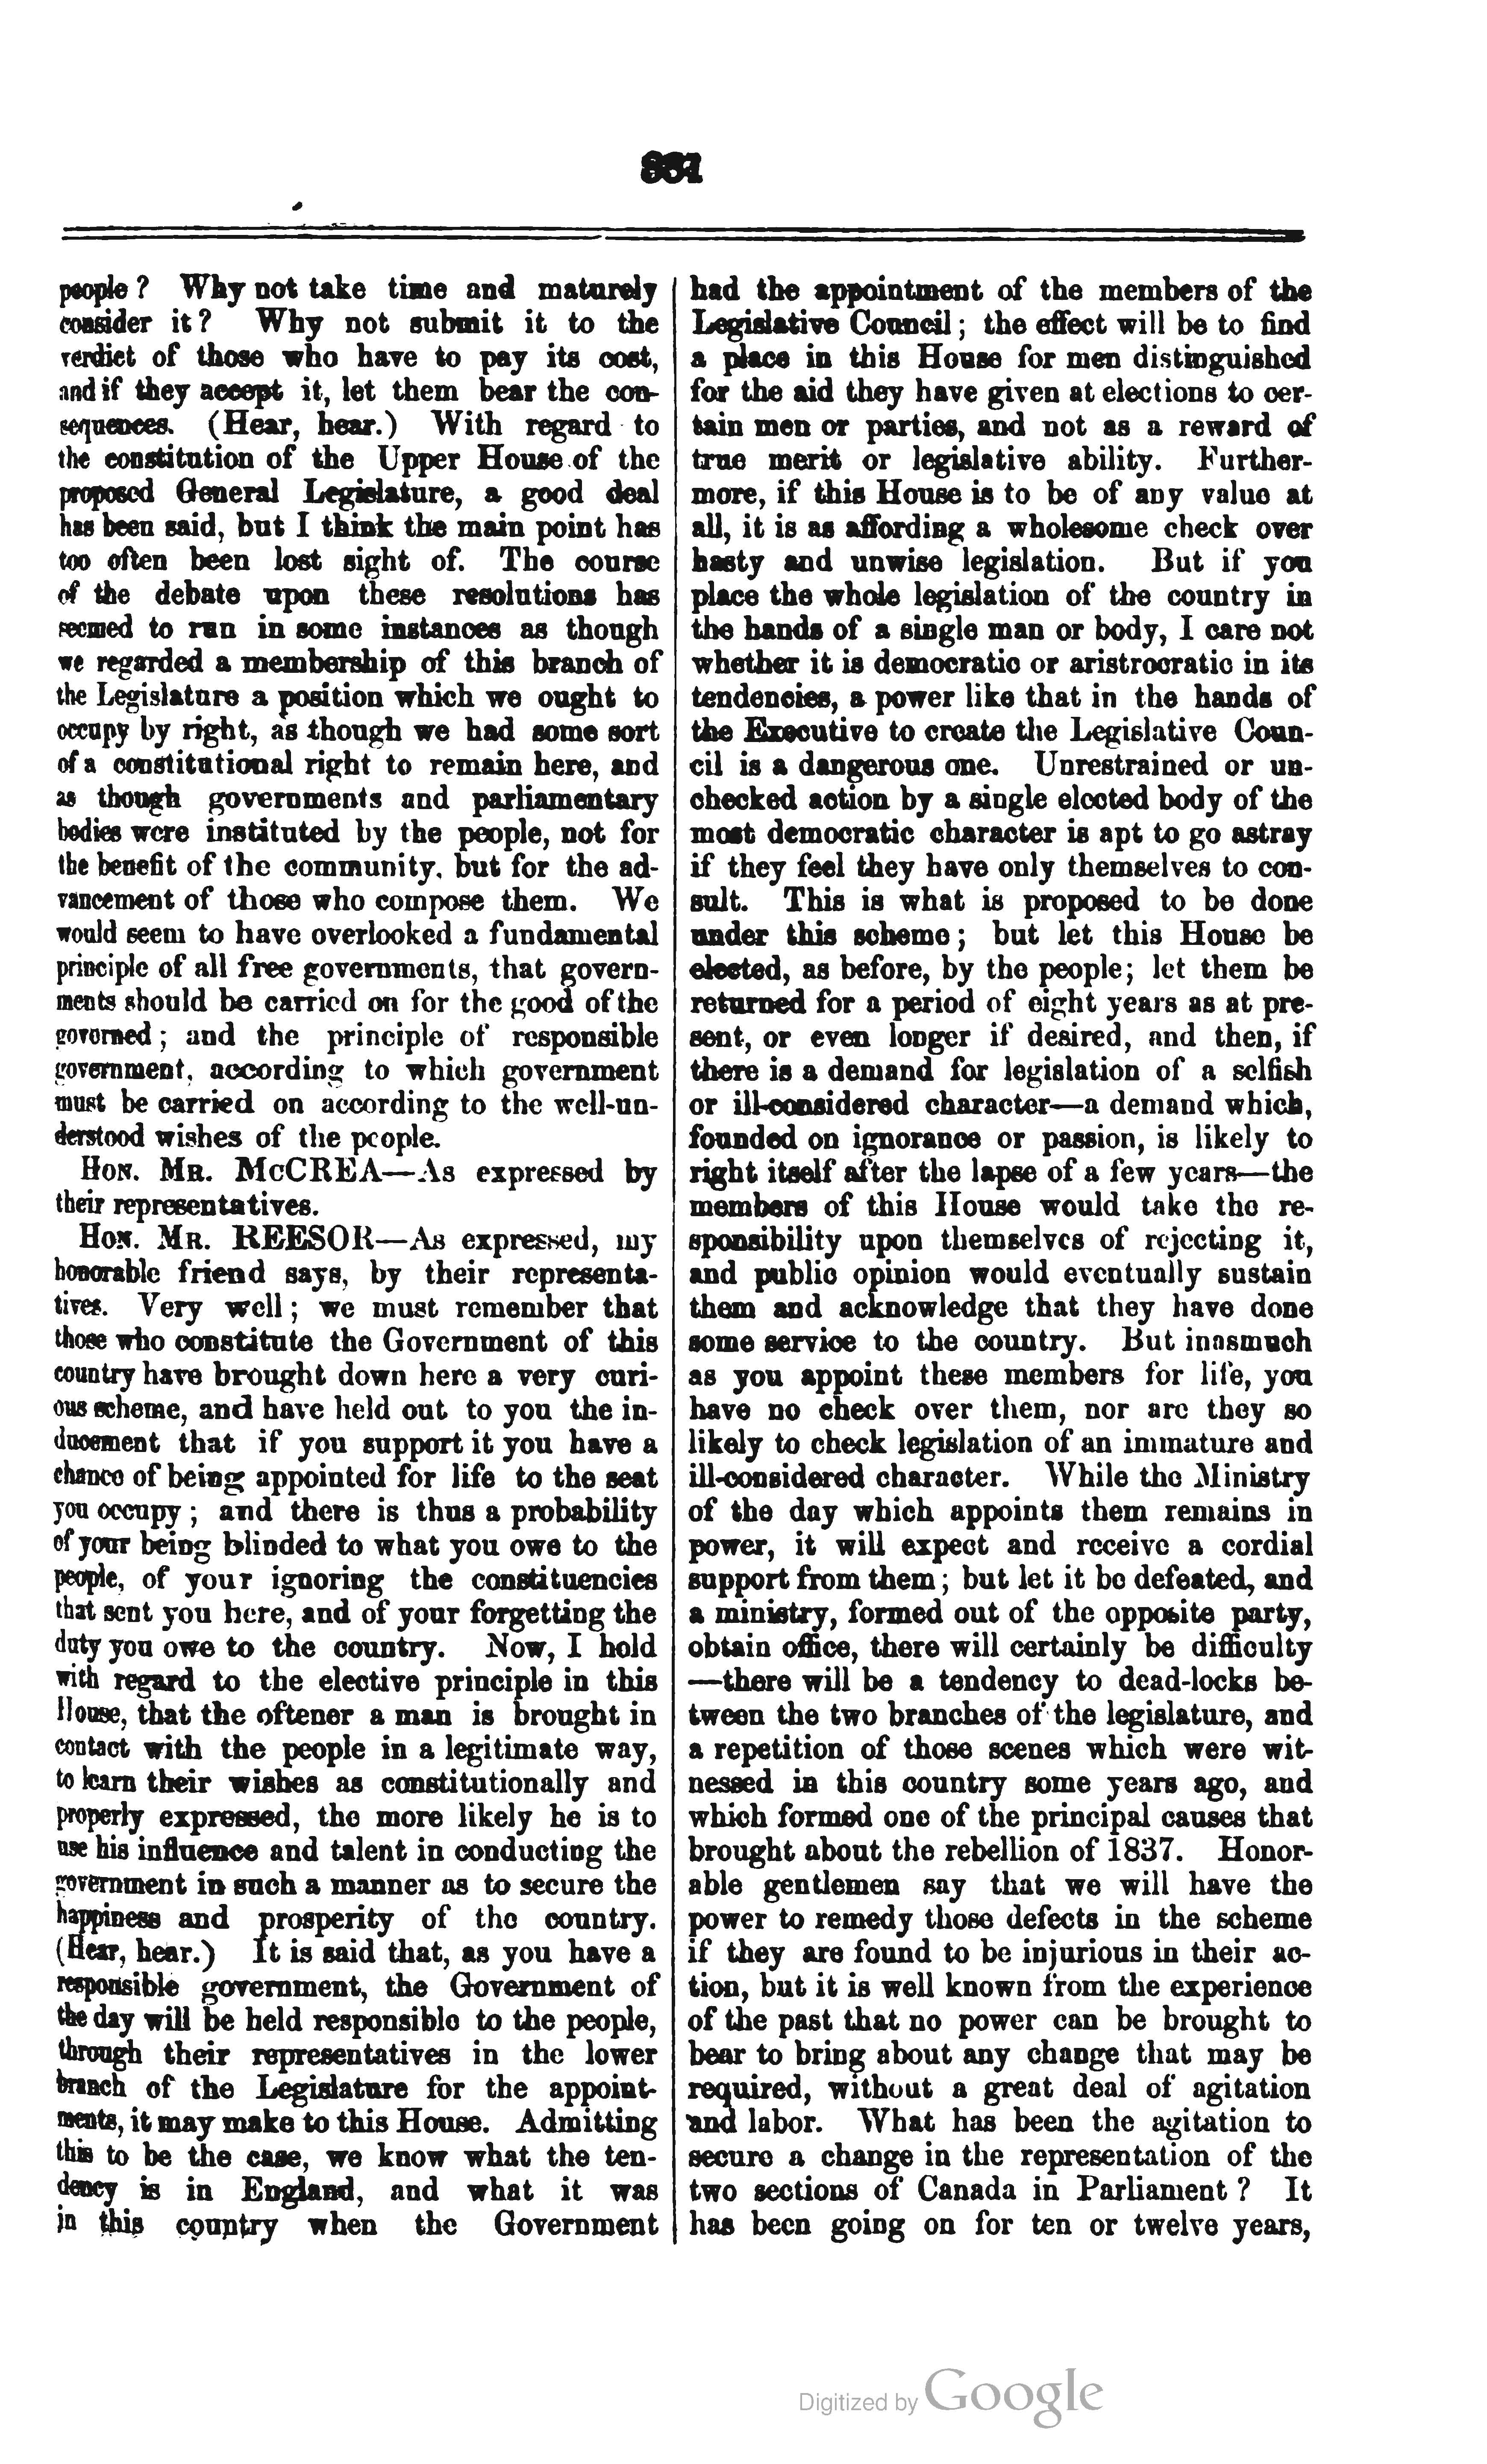 people ? Why not take time and maturely
consider it ? Why not submit it to the
verdict of those who have to pay its cost,
and if they accept it, let them bear the con-
sequences. (Hear, hear.) With regard to
the constitution of the Upper House of the
proposed General Legislature, a good deal
has been said, but I think the main point has
too often been lost sight of. The course
of the debate upon these resolutions has
seemed to run in some instances as though
we regarded a membership of this branch of
the Legislature a position which we ought to
occupy by right, as though we had some sort
of a constitutional right to remain here, and
as though governments and parliamentary
bodies were instituted by the people, not for
the benefit of the community, but for the ad-
vancement of those who compose them. We
would seem to have overlooked a fundamental
principle of all free governments, that govern-
ments should be carried on for the good of the
governed ; and the principle of responsible
government, according to which government
must be carried on according to the well-un-
derstood wishes of the people.
HON. MR. MCCREA—As expressed by
their representatives.
HON. MR. REESOR—As expressed, my
honorable friend says, by their representa-
tives. Very well ; we must remember that
those who constitute the Government of this
country have brought down here a very curi-
ous scheme, and have held out to you the in-
ducement that if you support it you have a
chance of being appointed for life to the seat
you occupy ; and there is thus a probability
of your being blinded to what you owe to the
people, of your ignoring the constituencies
that sent you here, and of your forgetting the
duty you owe to the country. Now, I hold
with regard to the elective principle in this
House, that the oftener a man is brought in
contact with the people in a legitimate way,
to learn their wishes as constitutionally and
properly expressed, the more likely he is to
use his influence and talent in conducting the
government in such a manner as to secure the
happiness and prosperity of the country.
(Hear, hear.) It is said that, as you have a
responsible government, the Government of
the day will be held responsible to the people,
through their representatives in the lower
branch of the Legislature for the appoint-
ments, it may make to this House. Admitting
this to be the case, we know what the ten-
dency is in England, and what it was
in this country when the Government
had the appointment of the members of the
Legislative Council ; the effect will be to find
a place in this House for men distinguished
for the aid they have given at elections to cer-
tain men or parties, and not as a reward of
true merit or legislative ability. Further-
more, if this House is to be of any value at
all, it is as affording a wholesome check over
hasty and unwise legislation. But if you
place the whole legislation of the country in
the hands of a single man or body, I care not
whether it is democratic or aristrocratic in its
tendencies, a power like that in the hands of
the Executive to create the Legislative Coun-
cil is a dangerous one. Unrestrained or un-
checked action by a single elected body of the
most democratic character is apt to go astray
if they feel they have only themselves to con-
sult. This is what is proposed to be done
under this scheme ; but let this House be
elected, as before, by the people; let them be
returned for a period of eight years as at pre-
sent, or even longer if desired, and then, if
there is a demand for legislation of a selfish
or ill-considered character—a demand which,
founded on ignorance or passion, is likely to
right itself after the lapse of a few years—the
members of this House would take the re-
sponsibility upon themselves of rejecting it,
and public opinion would eventually sustain
them and acknowledge that they have done
some service to the country. But inasmuch
as you appoint these members for life, you
have no check over them, nor are they so
likely to check legislation of an immature and
ill-considered character. While the Ministry
of the day which appoints them remains in
power, it will expect and receive a cordial
support from them ; but let it be defeated, and
a ministry, formed out of the opposite party,
obtain office, there will certainly be difficulty
—there will be a tendency to dead-locks be-
tween the two branches of the legislature, and
a repetition of those scenes which were wit-
nessed in this country some years ago, and
which formed one of the principal causes that
brought about the rebellion of 1837. Honor-
able gentlemen say that we will have the
power to remedy those defects in the scheme
if they are found to be injurious in their ac-
tion, but it is well known from the experience
of the past that no power can be brought to
bear to bring about any change that may be
required, without a great deal of agitation
and labor. What has been the agitation to
secure a change in the representation of the
two sections of Canada in Parliament ? It
has been going on for ten or twelve years,
Digitized by Google